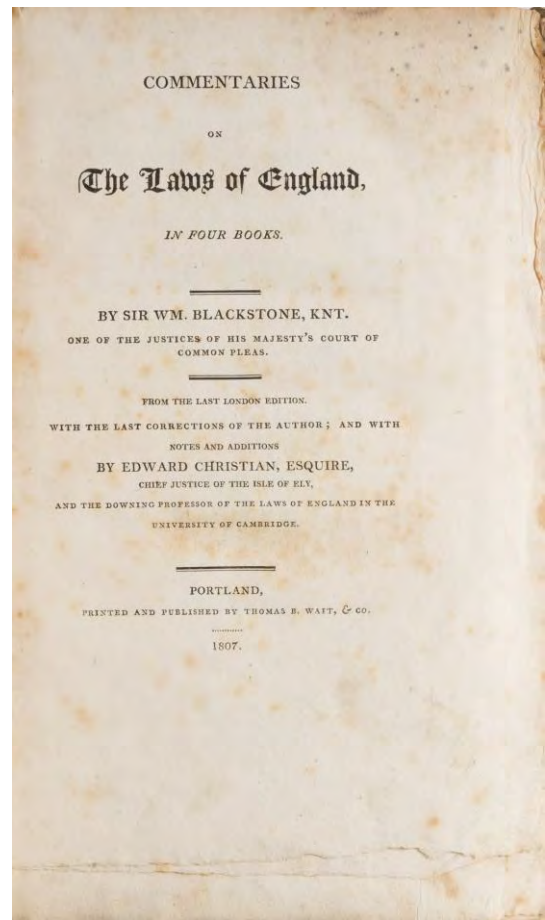 COMMENTARIES
ON
The Laws of England,
IN FOUR BOOKS.
BY SIR WM. BLACKSTONE, KNT.
ONE OF THE JUSTICES OF HIS MAJESTY'S COURT OF
COMMON PLEAS.
FROM THE LAST LONDON EDITION.
WITH THE LAST CORRECTIONS OF THE AUTHOR; AND WITH
NOTES AND ADDITIONS
BY EDWARD CHRISTIAN, ESQUIRE,
CHIEF JUSTICE OF THE ISLE OF ELY,
AND THE DOWNING PROFESSOR OF THE LAWS OF ENGLAND IN THE
UNIVERSITY OF CAMBRIDGE.
PORTLAND,
PRINTED AND PUBLISHED BY THOMAS B. WAIT, & CO.
1807.